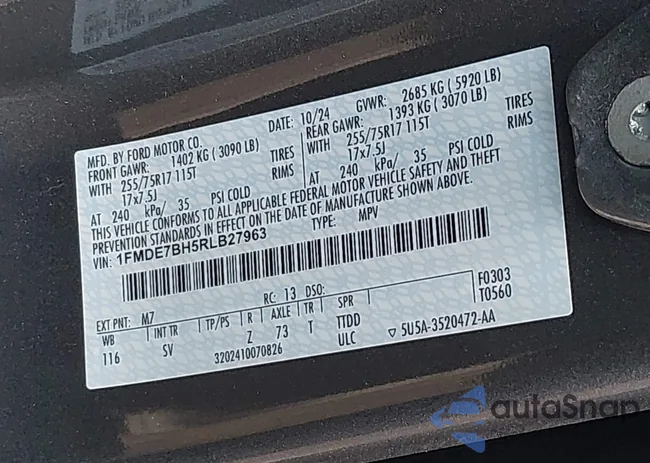 MFD. BY FORD MOTOR CO.
DATE: 10/24 GVWR: 2685 KG ( 5920 LB)
FRONT GAWR: 1402 KG ( 3090 LB)
REAR GAWR: 1393 KG ( 3070 LB)
WITH 255/75R17 115T TIRES
255/75R17 115T TIRES
17x7.5J RIMS
17x7.5J RIMS
AT 240 kPa/ 35 PSI COLD
AT 240 kPa/ 35 PSI COLD
THIS VEHICLE CONFORMS TO ALL APPLICABLE FEDERAL MOTOR VEHICLE SAFETY AND THEFT
PREVENTION STANDARDS IN EFFECT ON THE DATE OF MANUFACTURE SHOWN ABOVE.
VIN: 1FMDE7BH5RLB27963 TYPE: MPV
EXT PNT: M7 RC: 13 DSO: F0303
WB INT TR TP/PS R AXLE TR SPR T0560
116 SV Z 73 T TTDD
3202410070826 ULC ▽ 5U5A-3520472-AA
autoSnap